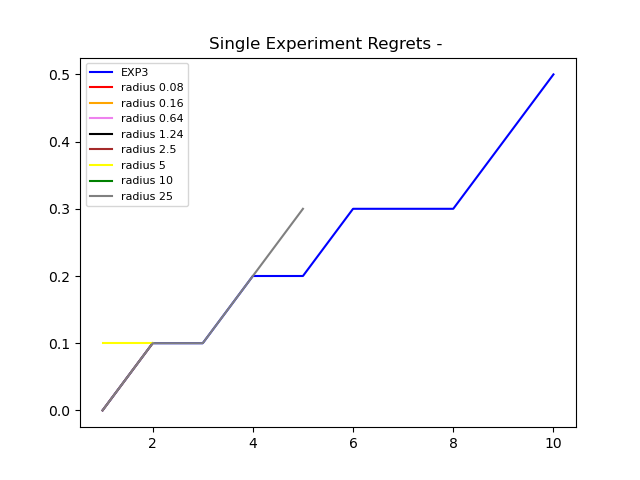 Single Experiment Regrets -
EXP3
radius 0.08
radius 0.16
radius 0.64
radius 1.24
radius 2.5
radius 5
radius 10
radius 25
0.5
0.4
0.3
0.2
0.1
0.0
2 4 6 8 10